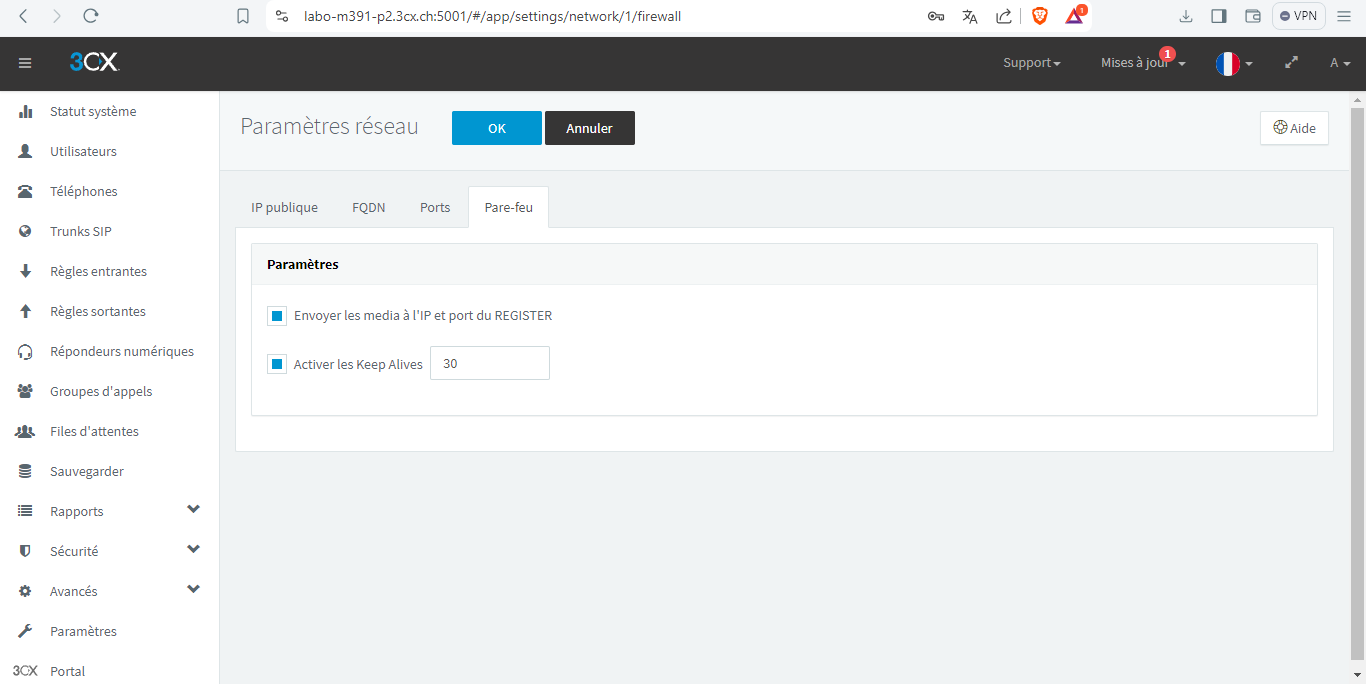 labo-m391-p2.3cx.ch:5001/#/app/settings/network/1/firewall
1
VPN
3CX.
Support
Mises à jour
1
A
Statut système
Utilisateurs
Téléphones
Trunks SIP
Règles entrantes
Règles sortantes
Répondeurs numériques
Groupes d'appels
Files d'attentes
Sauvegarder
Rapports
Sécurité
Avancés
Paramètres
3CX Portal
Paramètres réseau
OK
Annuler
Aide
IP publique
FQDN
Ports
Pare-feu
Paramètres
Envoyer les media à l'IP et port du REGISTER
Activer les Keep Alives 30